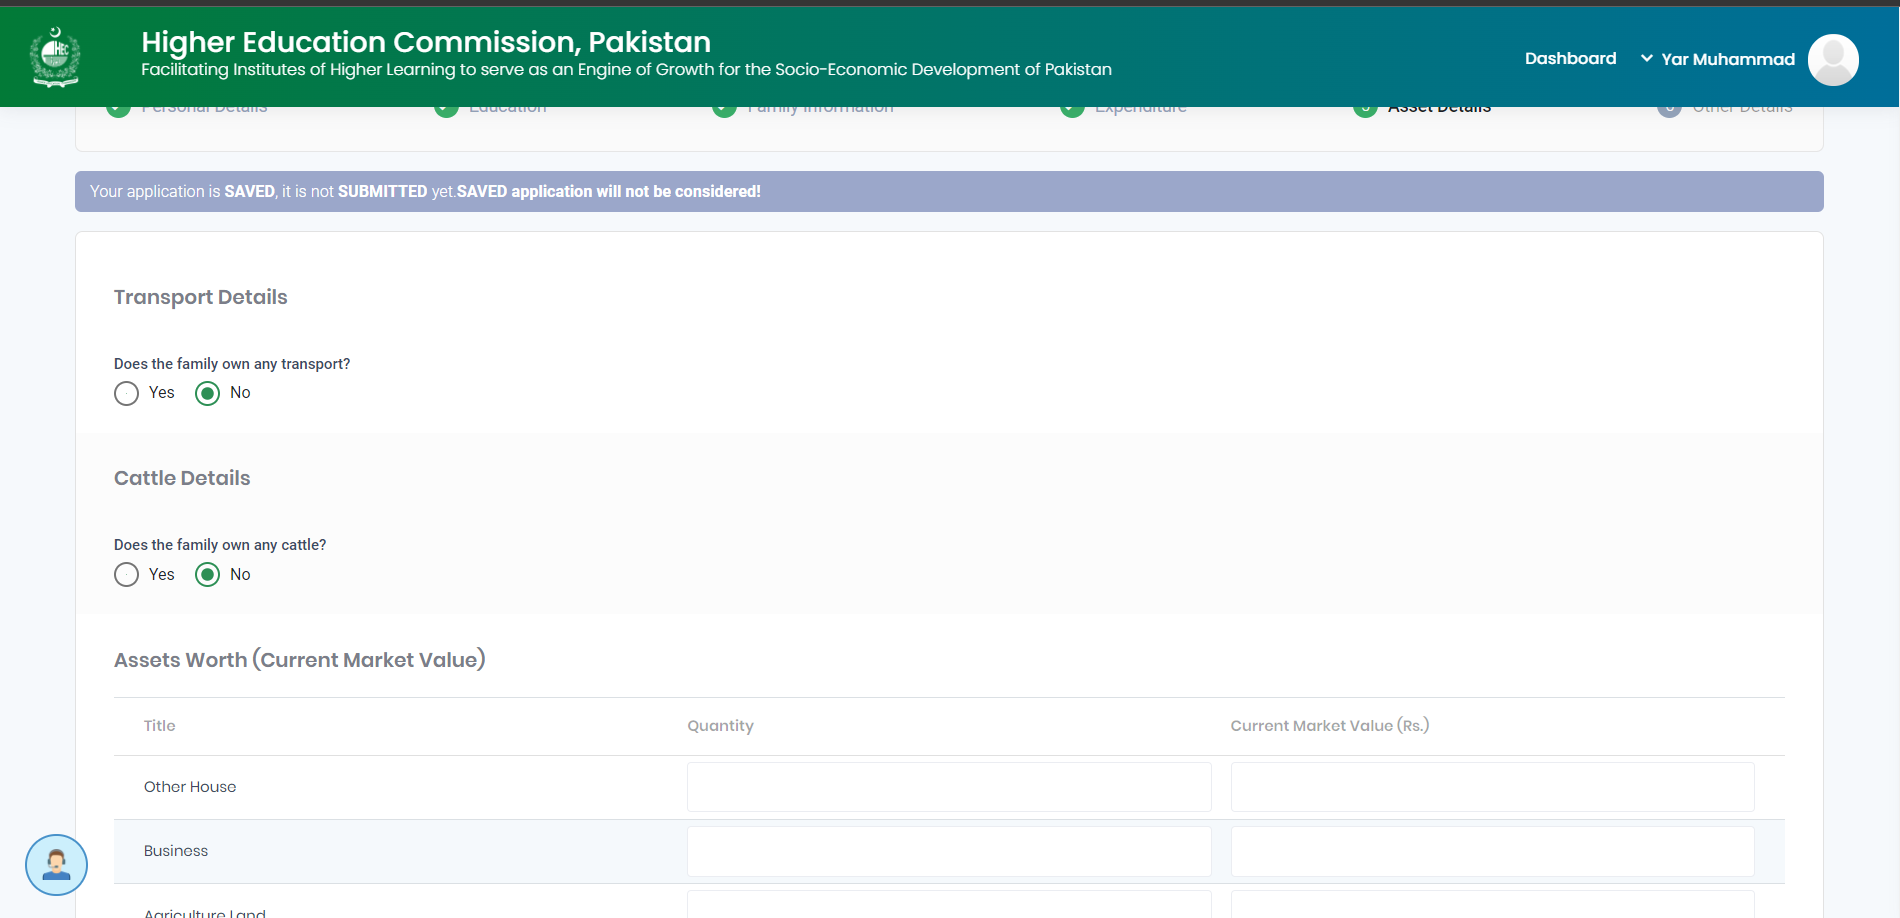 Higher Education Commission, Pakistan
Facilitating Institutes of Higher Learning to serve as an Engine of Growth for the Socio-Economic Development of Pakistan
HEC
Dashboard
Yar Muhammad
Personal Details
Education
Family Information
Expenditure
5 Asset Details
6 Other Details
Your application is SAVED, it is not SUBMITTED yet.SAVED application will not be considered!
Transport Details
Does the family own any transport?
Yes No
Cattle Details
Does the family own any cattle?
Yes No
Assets Worth (Current Market Value)
Title Quantity Current Market Value (Rs.)
Other House
Business
Agriculture Land